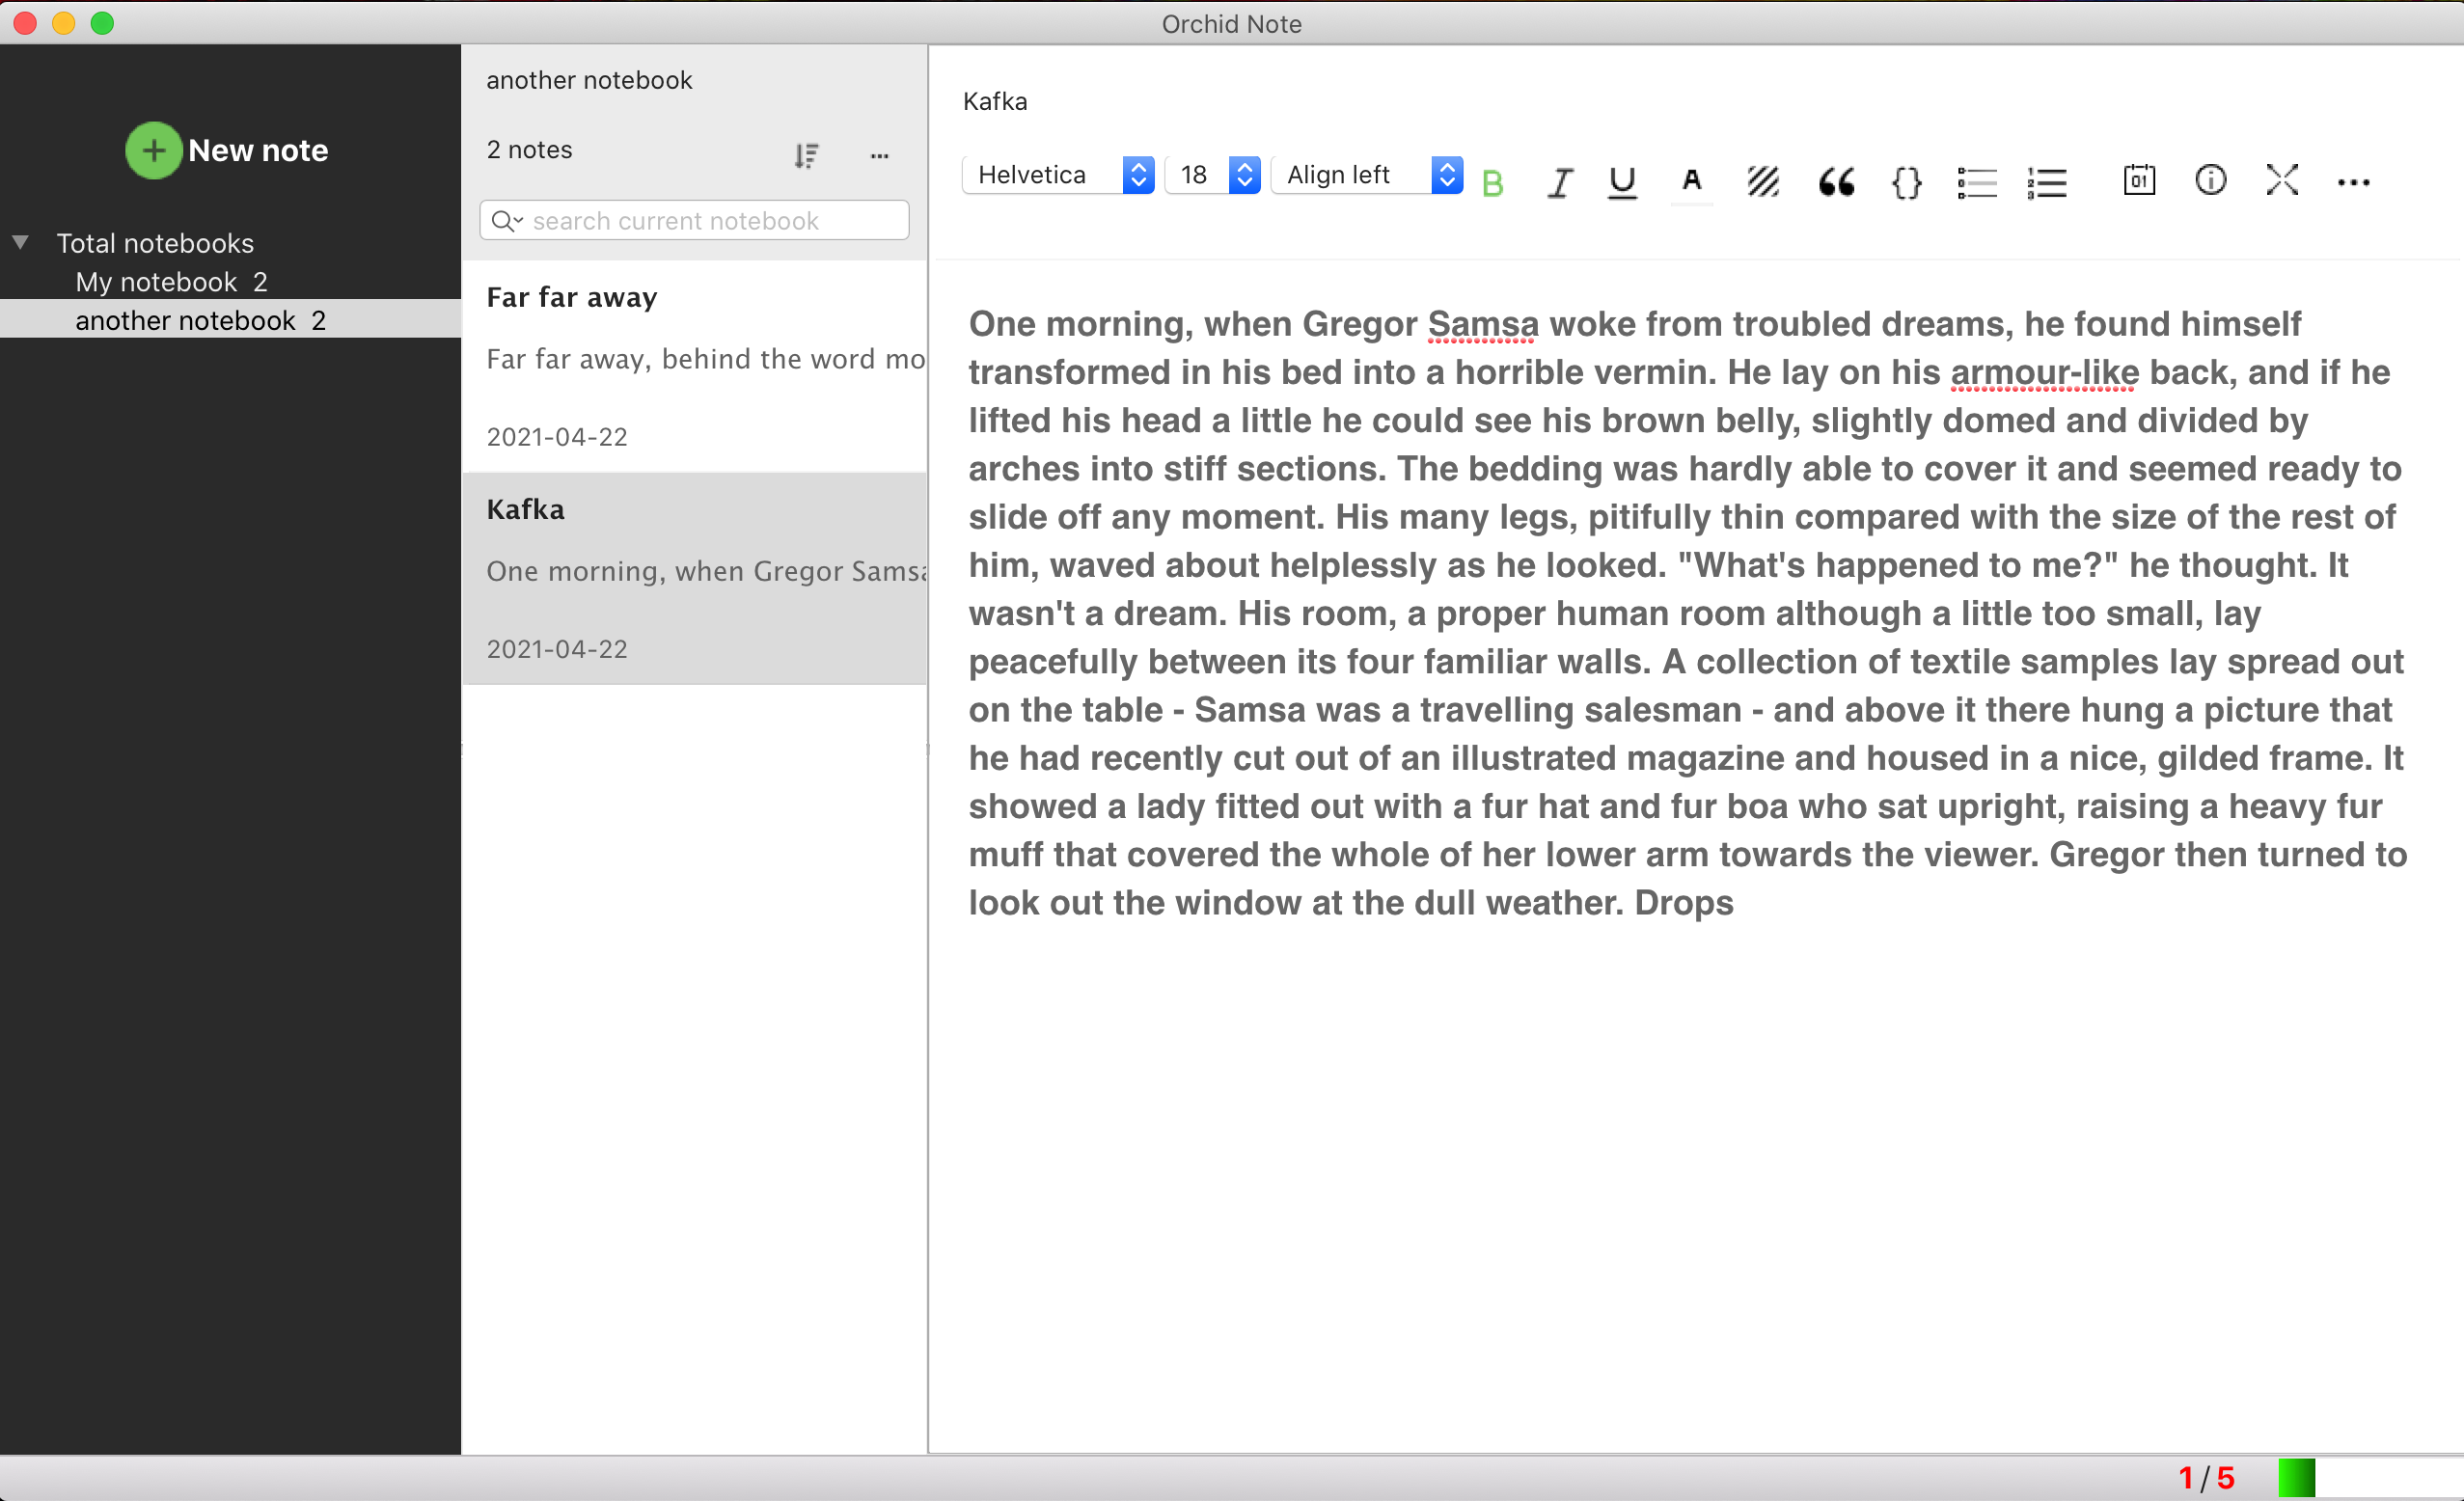 Orchid Note
New note
Total notebooks
My notebook 2
another notebook 2
another notebook
2 notes
search current notebook
Far far away
Far far away, behind the word mo
2021-04-22
Kafka
One morning, when Gregor Samsa
2021-04-22
Kafka
Helvetica 18 Align left B I U A 01
One morning, when Gregor Samsa woke from troubled dreams, he found himself
transformed in his bed into a horrible vermin. He lay on his armour-like back, and if he
lifted his head a little he could see his brown belly, slightly domed and divided by
arches into stiff sections. The bedding was hardly able to cover it and seemed ready to
slide off any moment. His many legs, pitifully thin compared with the size of the rest of
him, waved about helplessly as he looked. "What's happened to me?" he thought. It
wasn't a dream. His room, a proper human room although a little too small, lay
peacefully between its four familiar walls. A collection of textile samples lay spread out
on the table - Samsa was a travelling salesman - and above it there hung a picture that
he had recently cut out of an illustrated magazine and housed in a nice, gilded frame. It
showed a lady fitted out with a fur hat and fur boa who sat upright, raising a heavy fur
muff that covered the whole of her lower arm towards the viewer. Gregor then turned to
look out the window at the dull weather. Drops
1 / 5